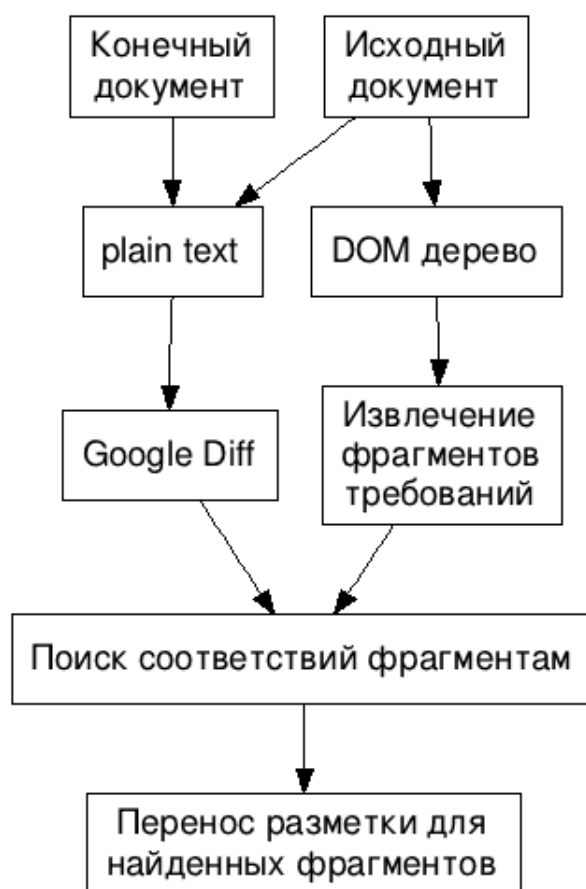 Конечный
документ
Исходный
документ
plain text
DOM дерево
Google Diff
Извлечение
фрагментов
требований
Поиск соответствий фрагментам
Перенос разметки для
найденных фрагментов